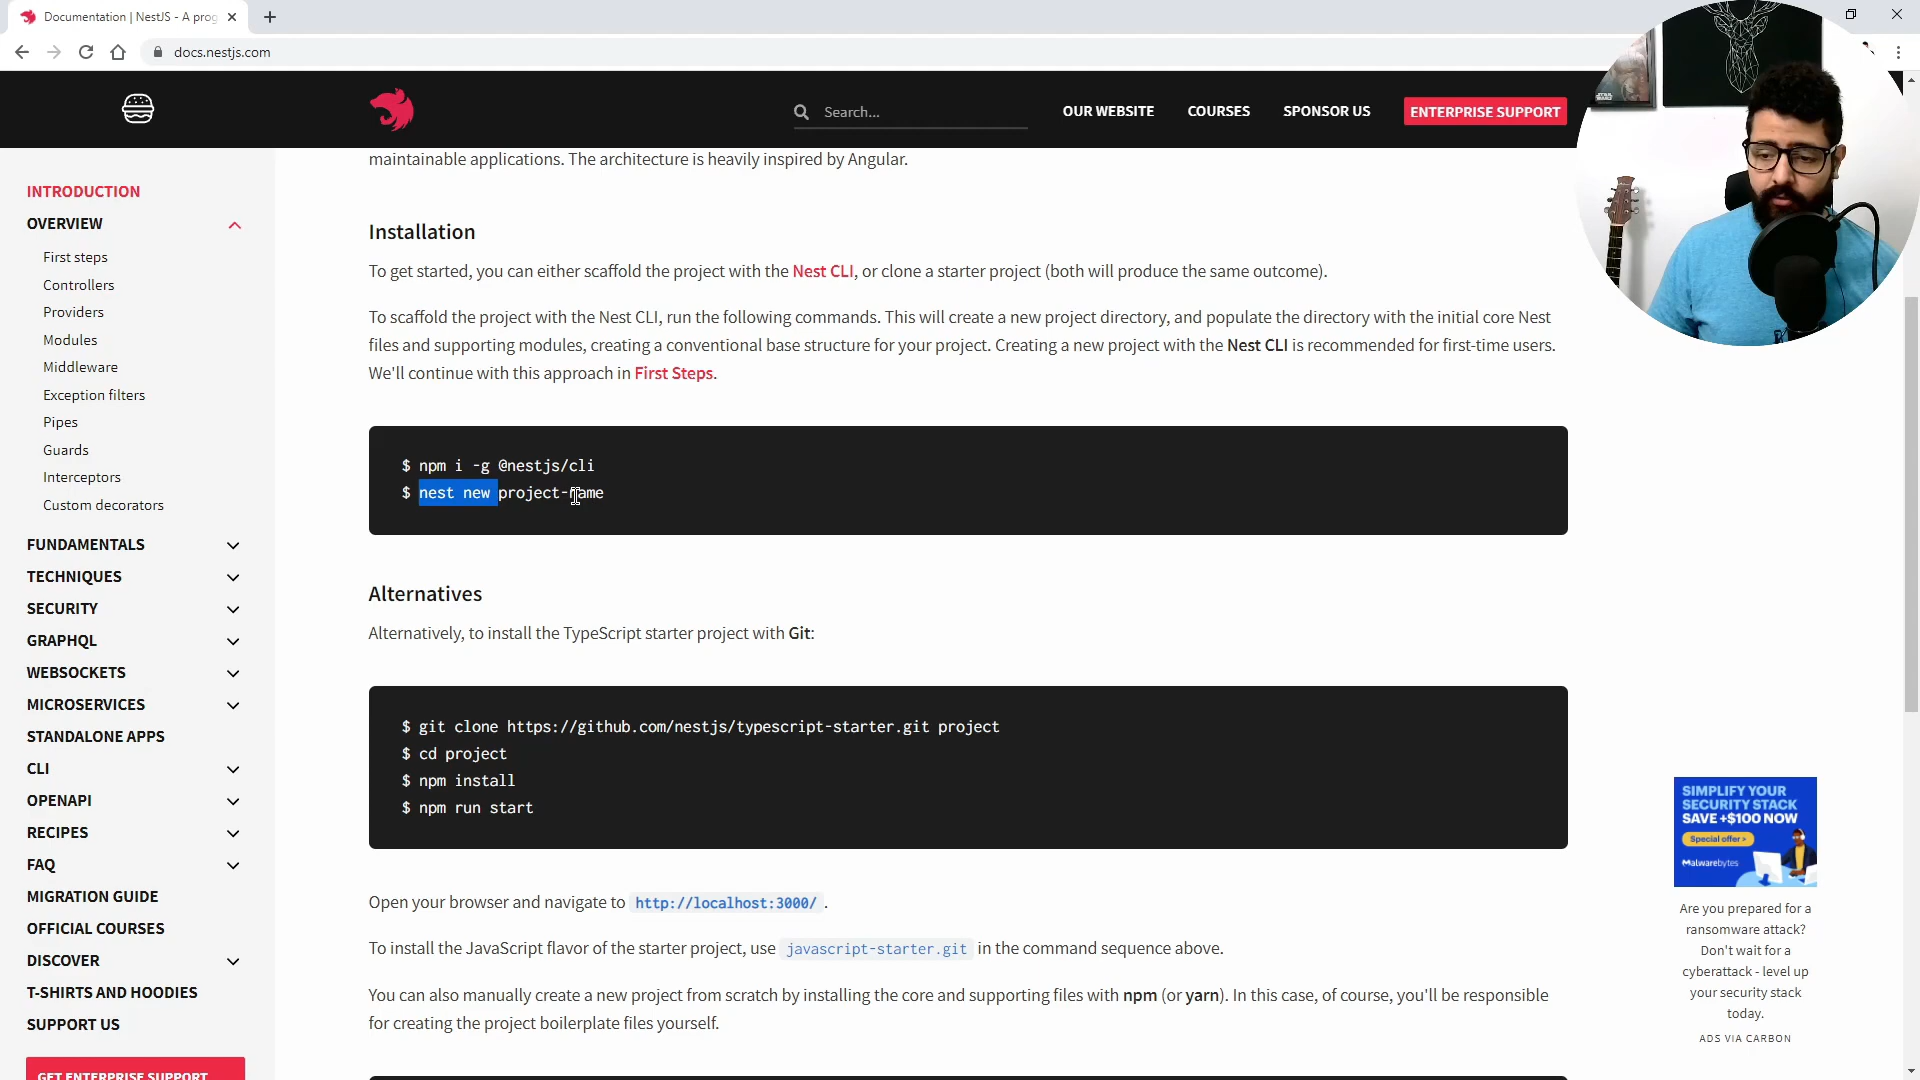 Documentation | NestJS - A prog
docs.nestjs.com
Search...
OUR WEBSITE
COURSES
SPONSOR US
ENTERPRISE SUPPORT
INTRODUCTION
OVERVIEW
First steps
Controllers
Providers
Modules
Middleware
Exception filters
Pipes
Guards
Interceptors
Custom decorators
FUNDAMENTALS
TECHNIQUES
SECURITY
GRAPHQL
WEBSOCKETS
MICROSERVICES
STANDALONE APPS
CLI
OPENAPI
RECIPES
FAQ
MIGRATION GUIDE
OFFICIAL COURSES
DISCOVER
T-SHIRTS AND HOODIES
SUPPORT US
GET ENTERPRISE SUPPORT
maintainable applications. The architecture is heavily inspired by Angular.
Installation
To get started, you can either scaffold the project with the Nest CLI, or clone a starter project (both will produce the same outcome).
To scaffold the project with the Nest CLI, run the following commands. This will create a new project directory, and populate the directory with the initial core Nest
files and supporting modules, creating a conventional base structure for your project. Creating a new project with the Nest CLI is recommended for first-time users.
We'll continue with this approach in First Steps.
$ npm i -g @nestjs/cli
$ nest new project-name
Alternatives
Alternatively, to install the TypeScript starter project with Git:
$ git clone https://github.com/nestjs/typescript-starter.git project
$ cd project
$ npm install
$ npm run start
Open your browser and navigate to http://localhost:3000/ .
To install the JavaScript flavor of the starter project, use javascript-starter.git in the command sequence above.
You can also manually create a new project from scratch by installing the core and supporting files with npm (or yarn). In this case, of course, you'll be responsible
for creating the project boilerplate files yourself.
SIMPLIFY YOUR
SECURITY STACK
SAVE +$100 NOW
Special offer >
Malwarebytes
Are you prepared for a
ransomware attack?
Don't wait for a
cyberattack - level up
your security stack
today.
ADS VIA CARBON